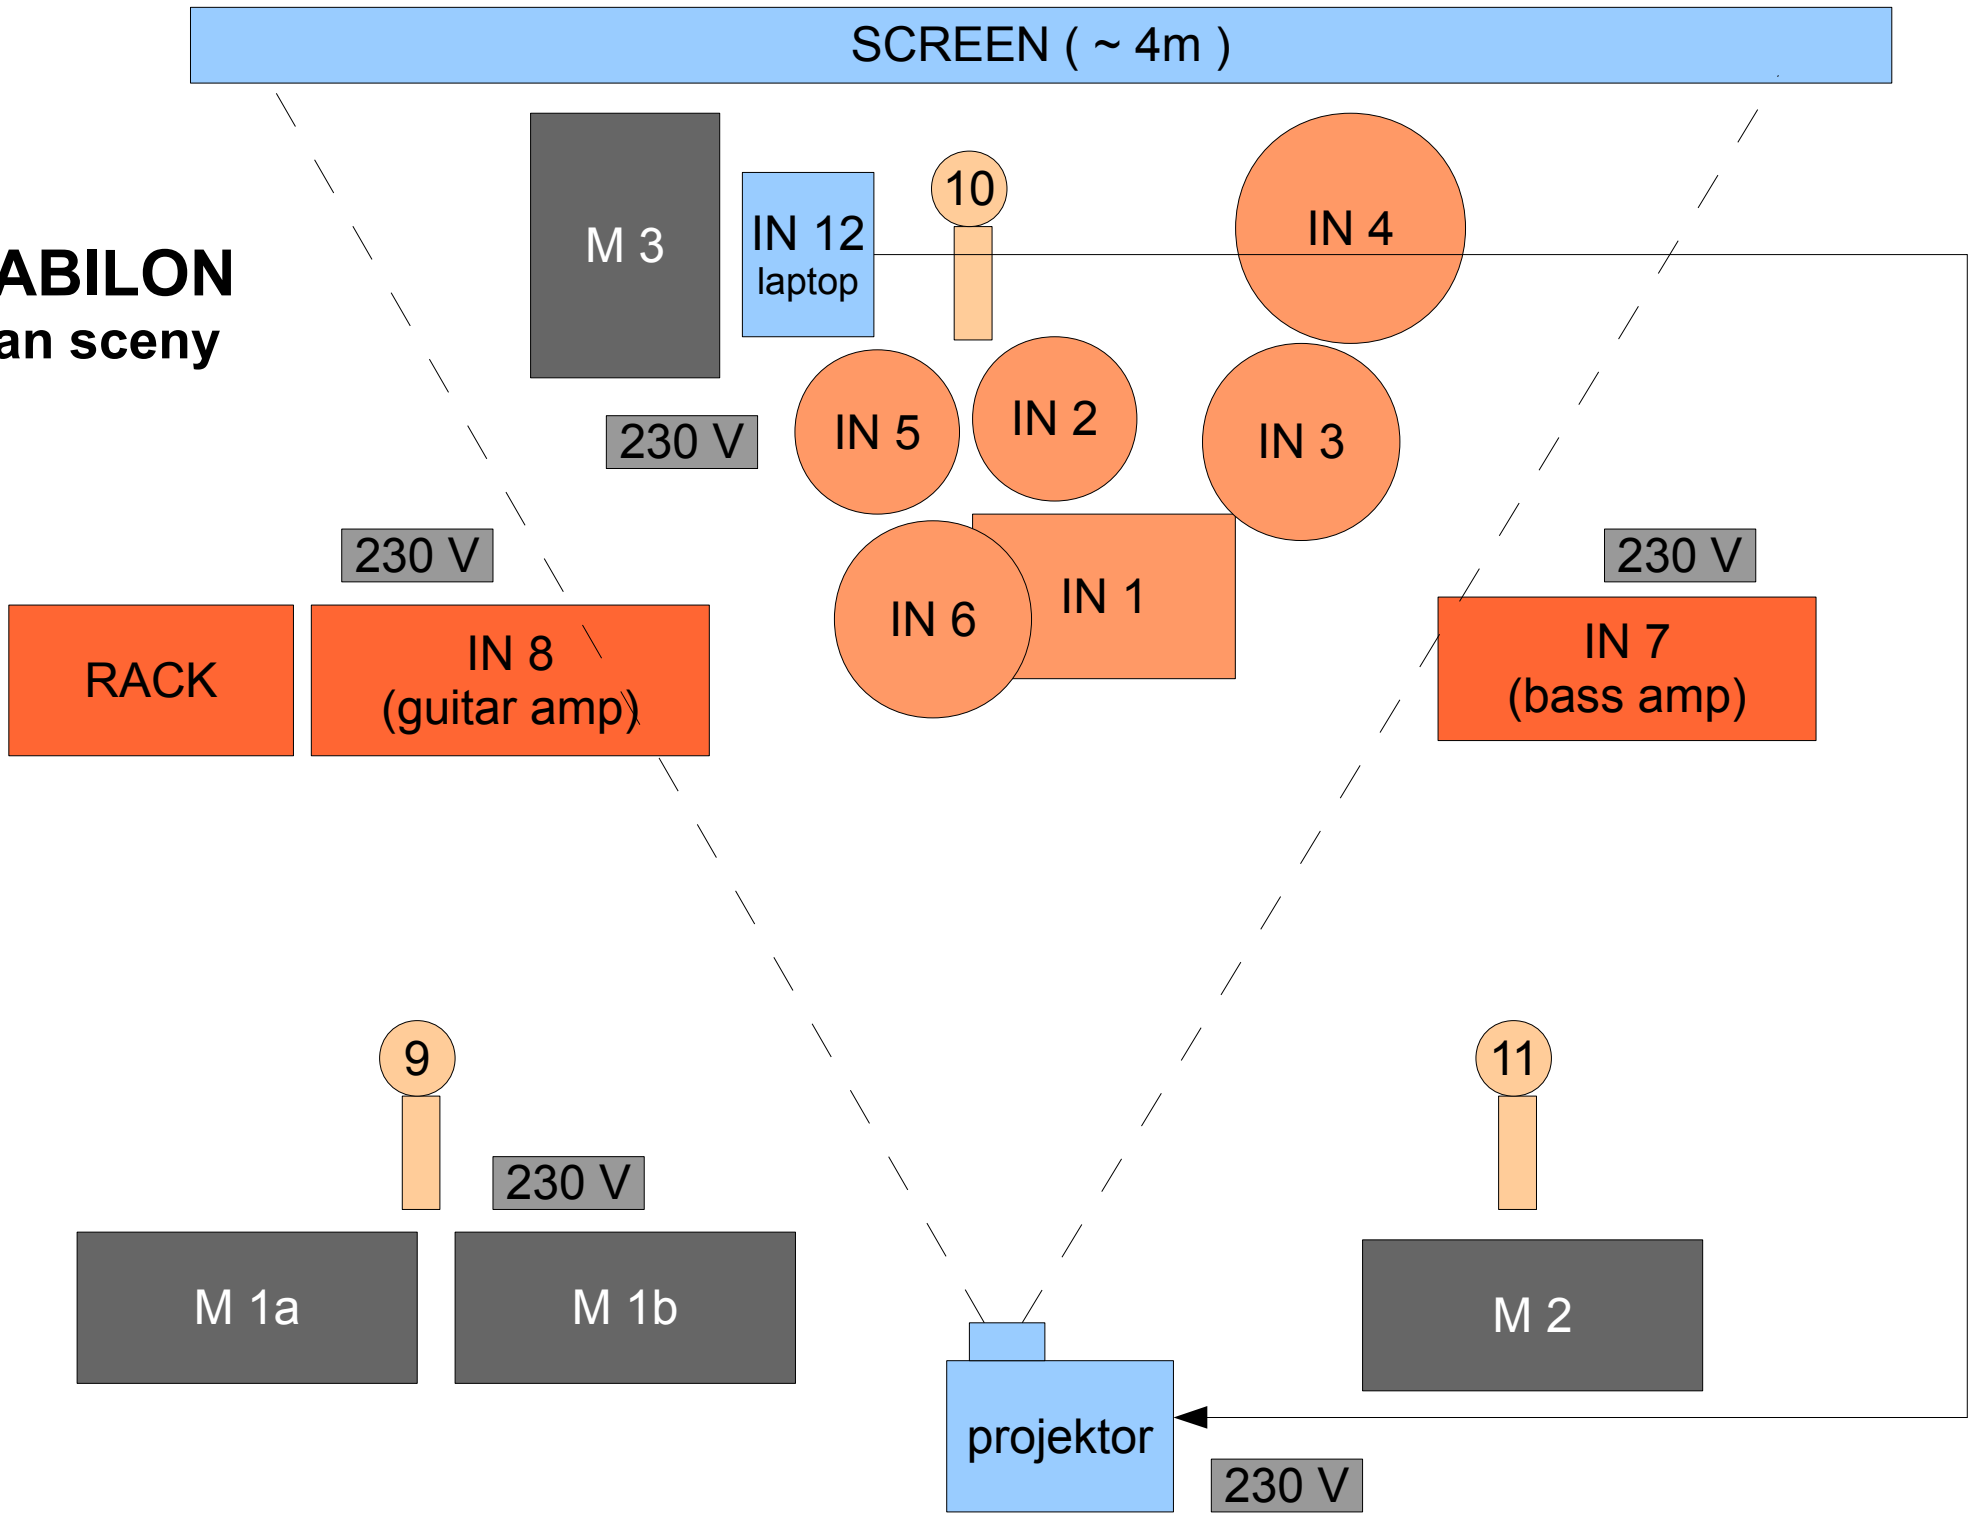 SCREEN ( ~ 4m )
10
M 3
IN 12
laptop
IN 4
ABILON
an sceny
IN 5
IN 2
IN 3
230 V
230 V
230 V
RACK
IN 8
(guitar amp)
IN 6
IN 1
IN 7
(bass amp)
9
11
230 V
M 1a
M 1b
M 2
projektor
230 V